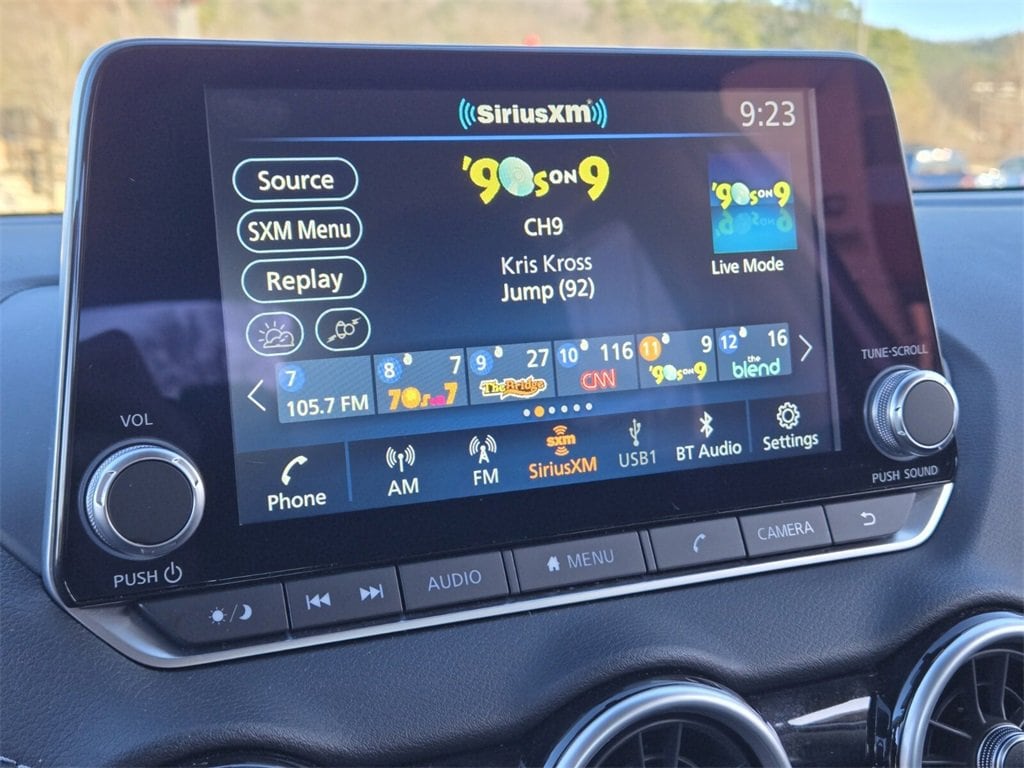 SiriusXM
9:23
Source
'90s ON 9
'90s ON 9
SXM Menu
CH9
Replay
Kris Kross
Jump (92)
Live Mode
7
105.7 FM
8 7
70s on 7
9 27
The Bridge
10 116
CNN
11 9
'90s ON 9
12 16
the blend
Phone
AM
FM
sxm
SiriusXM
USB1
BT Audio
Settings
VOL
PUSH
TUNE·SCROLL
PUSH SOUND
AUDIO
MENU
CAMERA